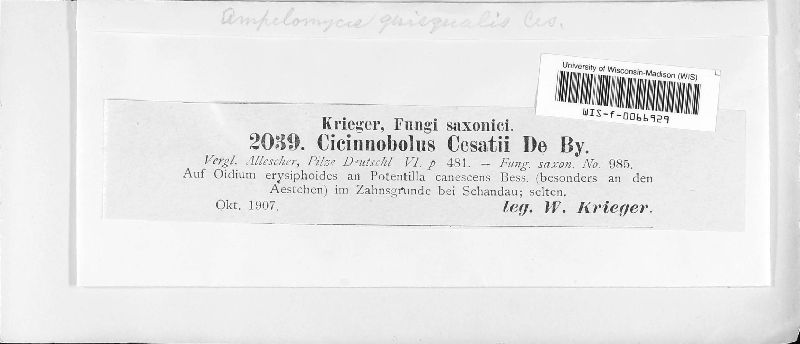 Ampelomyces quisqualis Ces.
University of Wisconsin-Madison (WIS)
WIS-f-0066929
Krieger, Fungi saxonici.
2039. Cicinnobolus Cesatii De By.
Vergl. Allescher, Pilze Deutschl VI. p 481. — Fung. saxon. No. 985.
Auf Oidium erysiphoides an Potentilla canescens Bess. (besonders an den
Aestchen) im Zahnsgrunde bei Schandau; selten.
Okt. 1907. leg. W. Krieger.